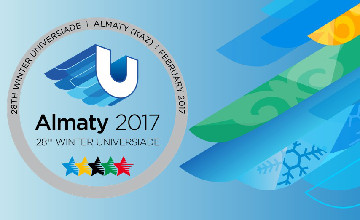 28TH WINTER UNIVERSIADE | ALMATY (KAZ) | FEBRUARY 2017
U
Almaty 2017
28TH WINTER UNIVERSIADE